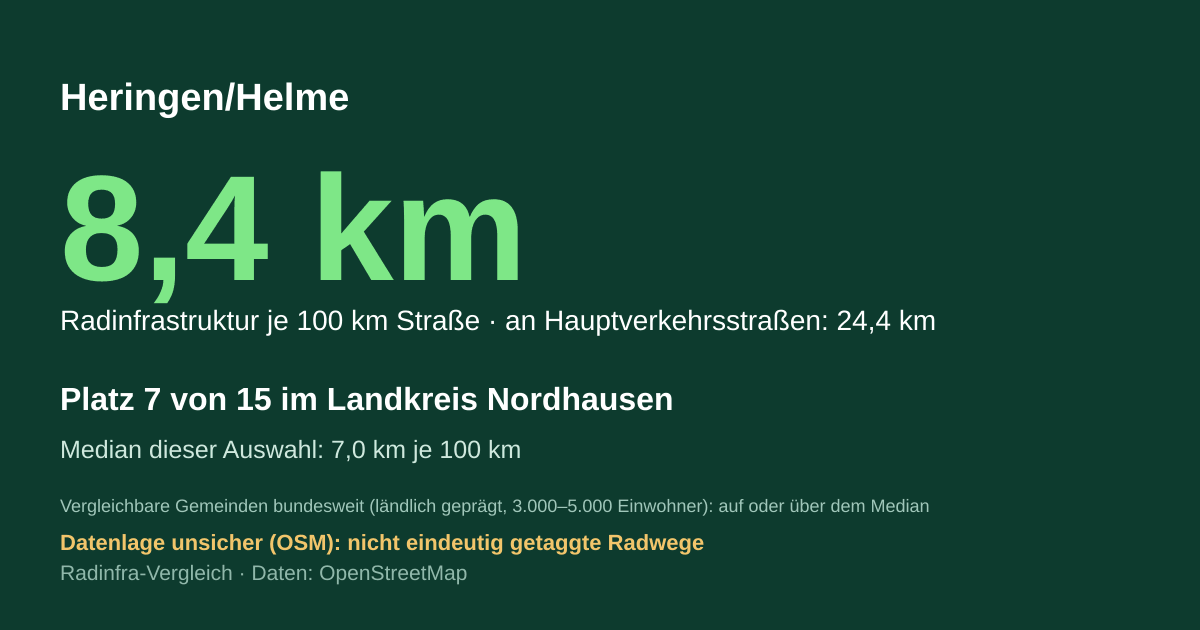 Heringen/Helme
8,4 km
Radinfrastruktur je 100 km Straße · an Hauptverkehrsstraßen: 24,4 km
Platz 7 von 15 im Landkreis Nordhausen
Median dieser Auswahl: 7,0 km je 100 km
Vergleichbare Gemeinden bundesweit (ländlich geprägt, 3.000–5.000 Einwohner): auf oder über dem Median
Datenlage unsicher (OSM): nicht eindeutig getaggte Radwege
Radinfra-Vergleich · Daten: OpenStreetMap